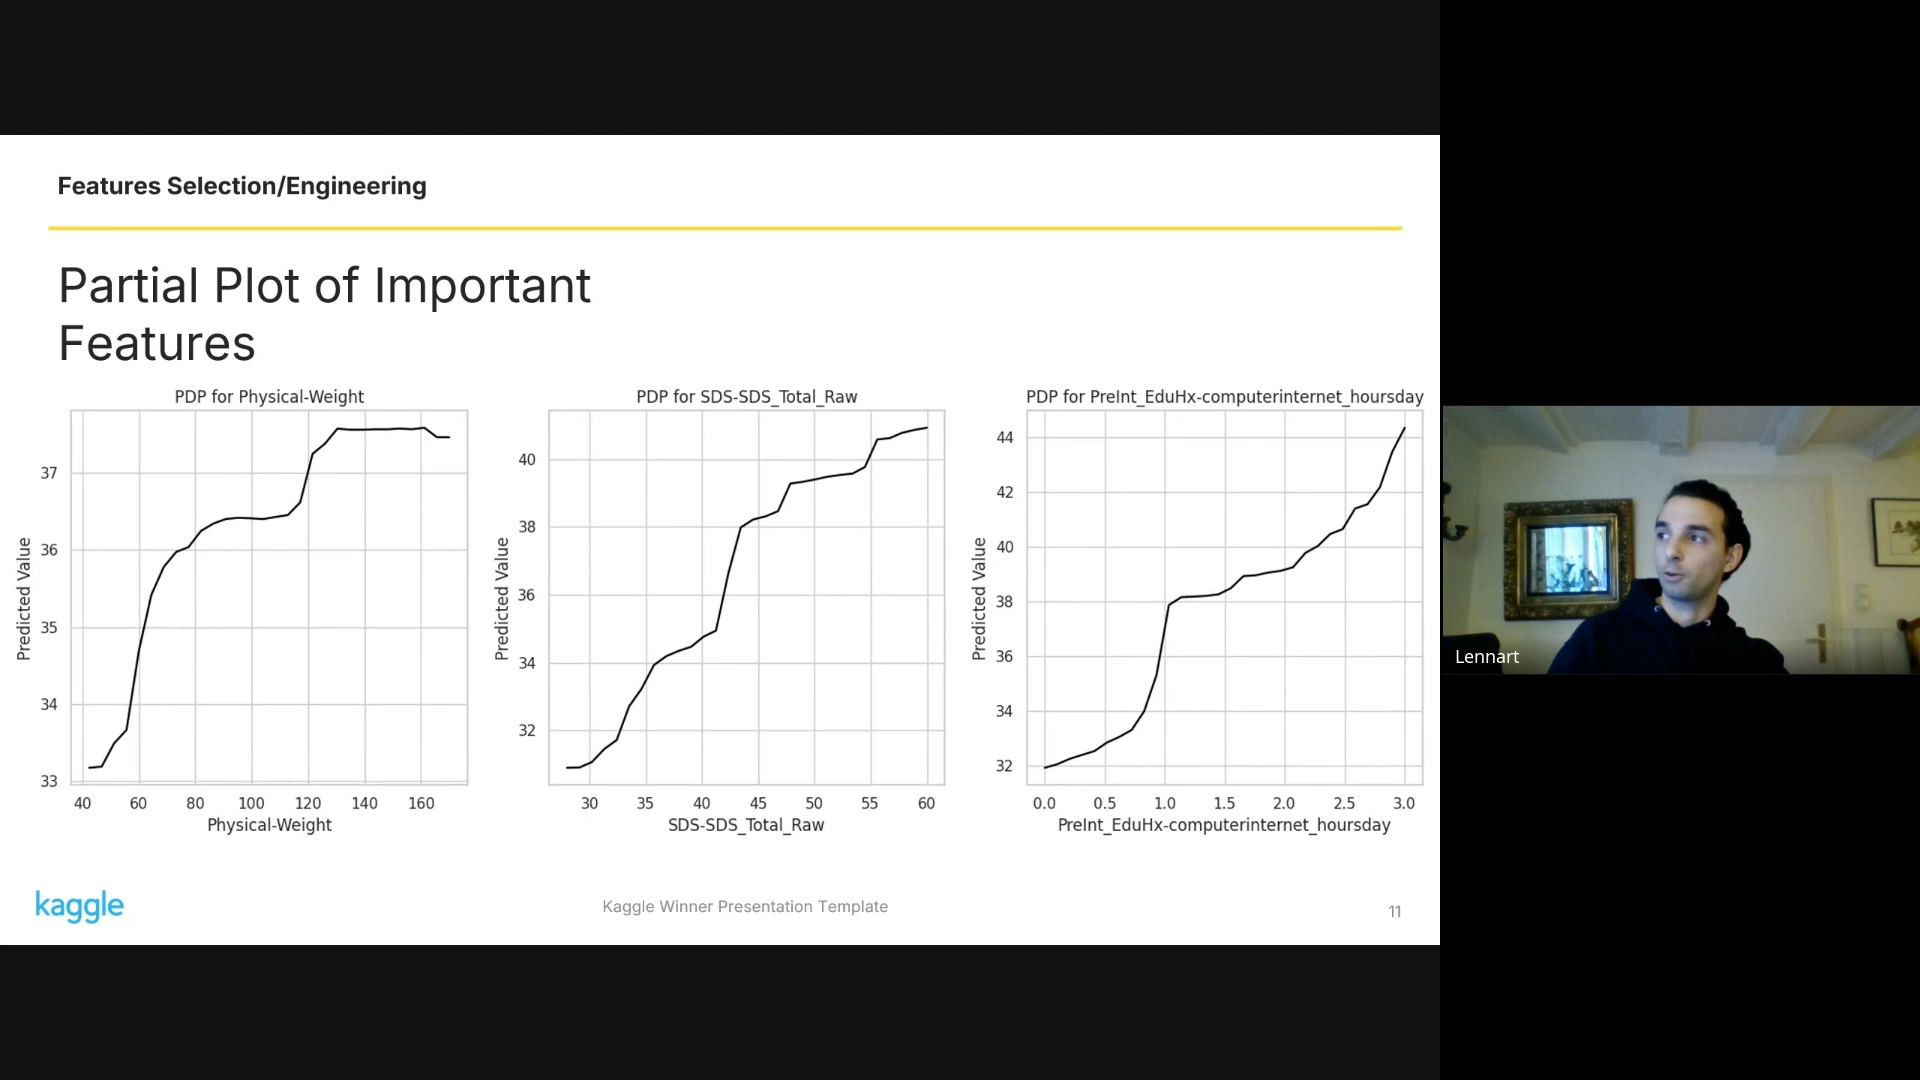 Features Selection/Engineering
Partial Plot of Important
Features
PDP for Physical-Weight
Predicted Value
37
36
35
34
33
40 60 80 100 120 140 160
Physical-Weight
PDP for SDS-SDS_Total_Raw
Predicted Value
40
38
36
34
32
30 35 40 45 50 55 60
SDS-SDS_Total_Raw
PDP for PreInt_EduHx-computerinternet_hoursday
Predicted Value
44
42
40
38
36
34
32
0.0 0.5 1.0 1.5 2.0 2.5 3.0
PreInt_EduHx-computerinternet_hoursday
kaggle
Kaggle Winner Presentation Template
11
Lennart